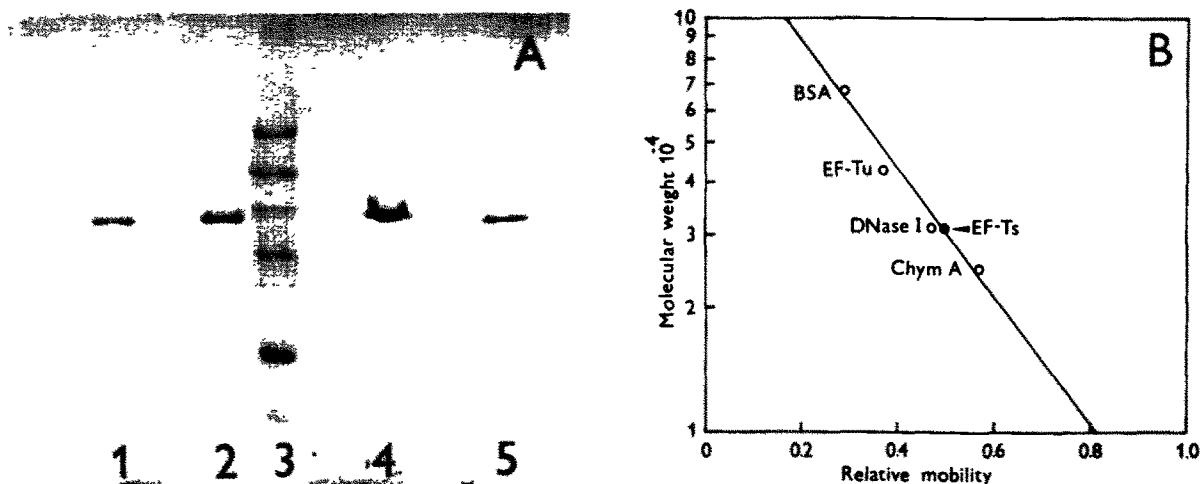 A
1 2 3 4 5
B
Molecular weight 10⁻⁴
10
9
8
7
6
5
4
3
2
1
BSA
EF-Tu
DNase I
EF-Ts
Chym A
0 0.2 0.4 0.6 0.8 1.0
Relative mobility